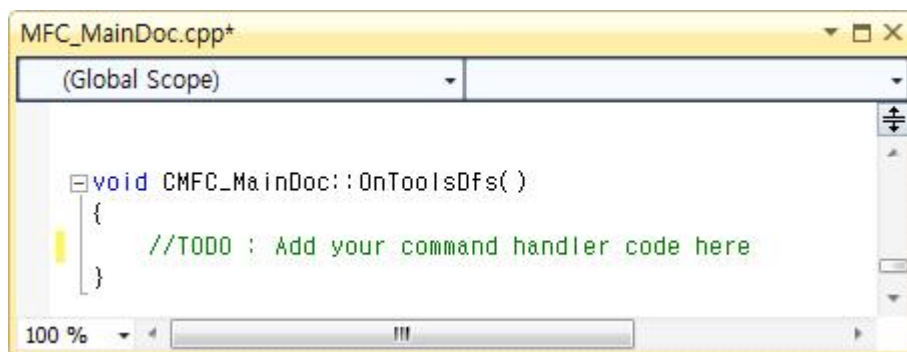 MFC_MainDoc.cpp*
(Global Scope)
void CMFC_MainDoc::OnToolsDfs()
{
//TODO : Add your command handler code here
}
100 %